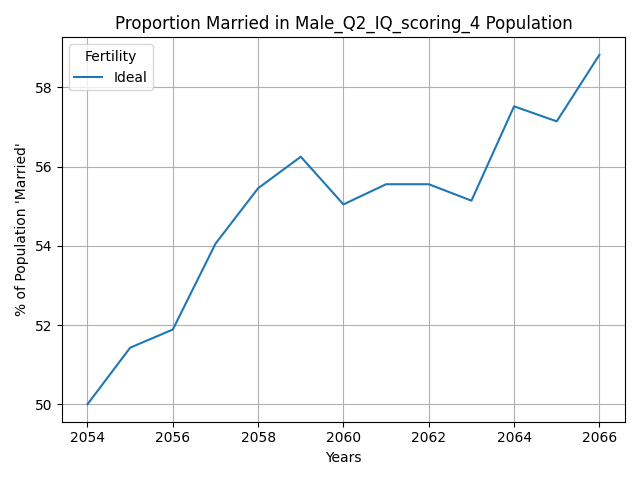 Proportion Married in Male_Q2_IQ_scoring_4 Population
Fertility
Ideal
% of Population 'Married'
58
56
54
52
50
2054 2056 2058 2060 2062 2064 2066
Years